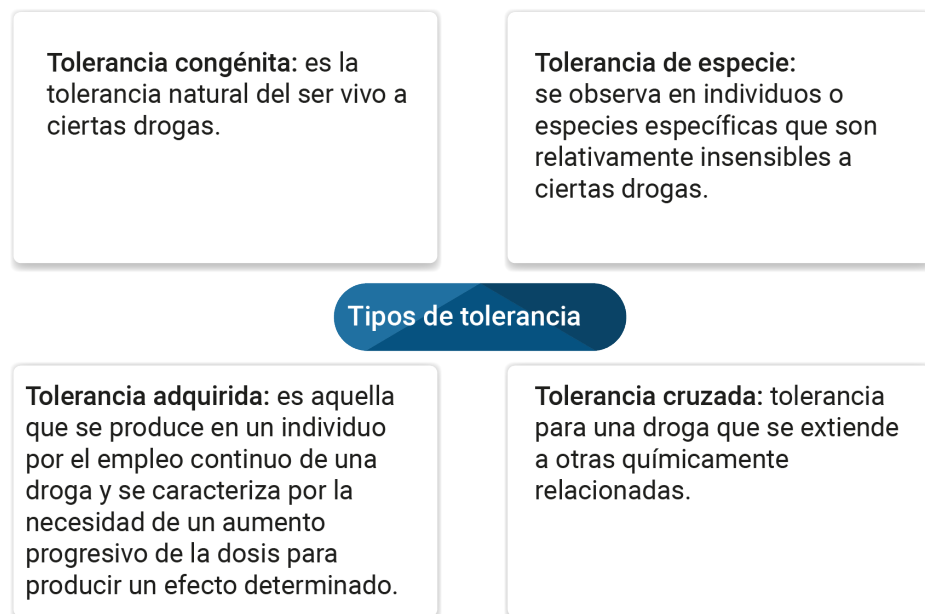 Tolerancia congénita: es la
tolerancia natural del ser vivo a
ciertas drogas.
Tolerancia de especie:
se observa en individuos o
especies específicas que son
relativamente insensibles a
ciertas drogas.
Tipos de tolerancia
Tolerancia adquirida: es aquella
que se produce en un individuo
por el empleo continuo de una
droga y se caracteriza por la
necesidad de un aumento
progresivo de la dosis para
producir un efecto determinado.
Tolerancia cruzada: tolerancia
para una droga que se extiende
a otras químicamente
relacionadas.